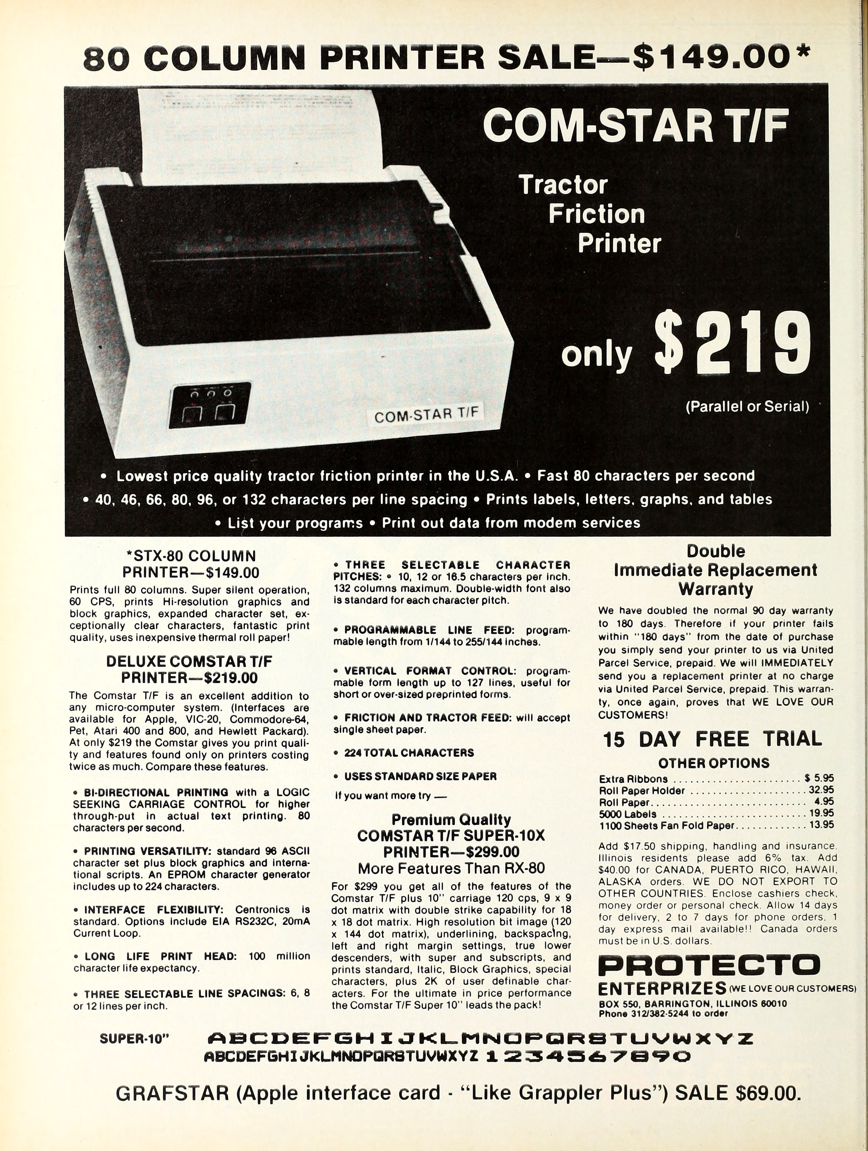 80 COLUMN PRINTER SALE—$149.00*
COM-STAR T/F
Tractor
Friction
Printer
only $219
(Parallel or Serial)
COM-STAR T/F
• Lowest price quality tractor friction printer in the U.S.A. • Fast 80 characters per second
• 40, 46, 66, 80, 96, or 132 characters per line spacing • Prints labels, letters, graphs, and tables
• List your programs • Print out data from modem services
*STX-80 COLUMN
PRINTER—$149.00
Prints full 80 columns. Super silent operation,
60 CPS, prints Hi-resolution graphics and
block graphics, expanded character set, ex-
ceptionally clear characters, fantastic print
quality, uses inexpensive thermal roll paper!
DELUXE COMSTAR T/F
PRINTER—$219.00
The Comstar T/F is an excellent addition to
any micro-computer system. (Interfaces are
available for Apple, VIC-20, Commodore-64,
Pet, Atari 400 and 800, and Hewlett Packard).
At only $219 the Comstar gives you print quali-
ty and features found only on printers costing
twice as much. Compare these features.
• BI-DIRECTIONAL PRINTING with a LOGIC
SEEKING CARRIAGE CONTROL for higher
through-put in actual text printing. 80
characters per second.
• PRINTING VERSATILITY: standard 96 ASCII
character set plus block graphics and interna-
tional scripts. An EPROM character generator
includes up to 224 characters.
• INTERFACE FLEXIBILITY: Centronics is
standard. Options include EIA RS232C, 20mA
Current Loop.
• LONG LIFE PRINT HEAD: 100 million
character life expectancy.
• THREE SELECTABLE LINE SPACINGS: 6, 8
or 12 lines per inch.
• THREE SELECTABLE CHARACTER
PITCHES: • 10, 12 or 16.5 characters per inch.
132 columns maximum. Double-width font also
is standard for each character pitch.
• PROGRAMMABLE LINE FEED: program-
mable length from 1/144 to 255/144 inches.
• VERTICAL FORMAT CONTROL: program-
mable form length up to 127 lines, useful for
short or over-sized preprinted forms.
• FRICTION AND TRACTOR FEED: will accept
single sheet paper.
• 224 TOTAL CHARACTERS
• USES STANDARD SIZE PAPER
If you want more try —
Premium Quality
COMSTAR T/F SUPER-10X
PRINTER—$299.00
More Features Than RX-80
For $299 you get all of the features of the
Comstar T/F plus 10" carriage 120 cps, 9 x 9
dot matrix with double strike capability for 18
x 18 dot matrix. High resolution bit image (120
x 144 dot matrix), underlining, backspacing,
left and right margin settings, true lower
descenders, with super and subscripts, and
prints standard, Italic, Block Graphics, special
characters, plus 2K of user definable char-
acters. For the ultimate in price performance
the Comstar T/F Super 10" leads the pack!
Double
Immediate Replacement
Warranty
We have doubled the normal 90 day warranty
to 180 days. Therefore if your printer fails
within "180 days" from the date of purchase
you simply send your printer to us via United
Parcel Service, prepaid. We will IMMEDIATELY
send you a replacement printer at no charge
via United Parcel Service, prepaid. This warran-
ty, once again, proves that WE LOVE OUR
CUSTOMERS!
15 DAY FREE TRIAL
OTHER OPTIONS
Extra Ribbons . . . . . . . . . . . . . . . . . . . . . . $ 5.95
Roll Paper Holder . . . . . . . . . . . . . . . . . . . . 32.95
Roll Paper. . . . . . . . . . . . . . . . . . . . . . . . . . 4.95
5000 Labels . . . . . . . . . . . . . . . . . . . . . . . . 19.95
1100 Sheets Fan Fold Paper. . . . . . . . . . . . 13.95
Add $17.50 shipping, handling and insurance.
Illinois residents please add 6% tax. Add
$40.00 for CANADA, PUERTO RICO, HAWAII,
ALASKA orders. WE DO NOT EXPORT TO
OTHER COUNTRIES. Enclose cashiers check,
money order or personal check. Allow 14 days
for delivery, 2 to 7 days for phone orders, 1
day express mail available!! Canada orders
must be in U.S. dollars.
PROTECTO
ENTERPRIZES (WE LOVE OUR CUSTOMERS)
BOX 550, BARRINGTON, ILLINOIS 60010
Phone 312/382-5244 to order
SUPER-10" ABCDEFGHIJKLMNOPQRSTUVWXYZ
ABCDEFGHIJKLMNOPQRSTUVWXYZ 1234567890
GRAFSTAR (Apple interface card - "Like Grappler Plus") SALE $69.00.